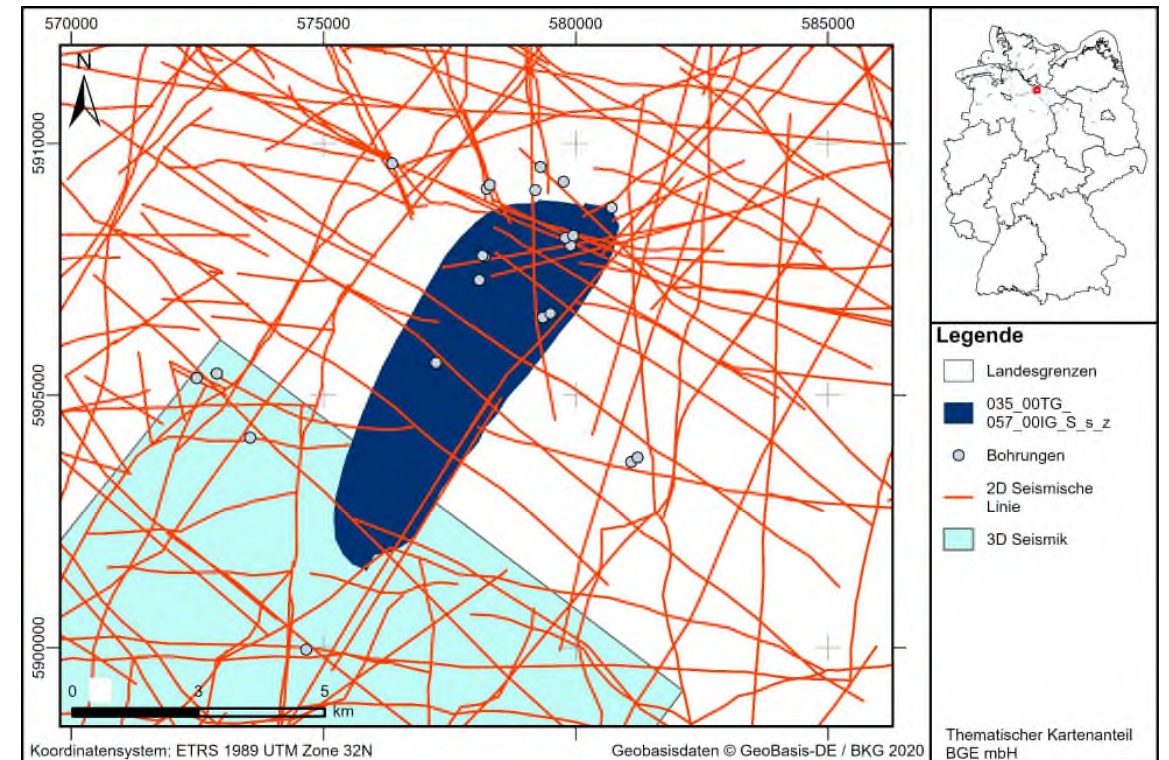 570000
575000
580000
585000
N
5910000
5905000
5900000
0
3
5
km
Koordinatensystem: ETRS 1989 UTM Zone 32N
Geobasisdaten © GeoBasis-DE / BKG 2020
Legende
Landesgrenzen
035_00TG_
057_00IG_S_s_z
Bohrungen
2D Seismische
Linie
3D Seismik
Thematischer Kartenanteil
BGE mbH